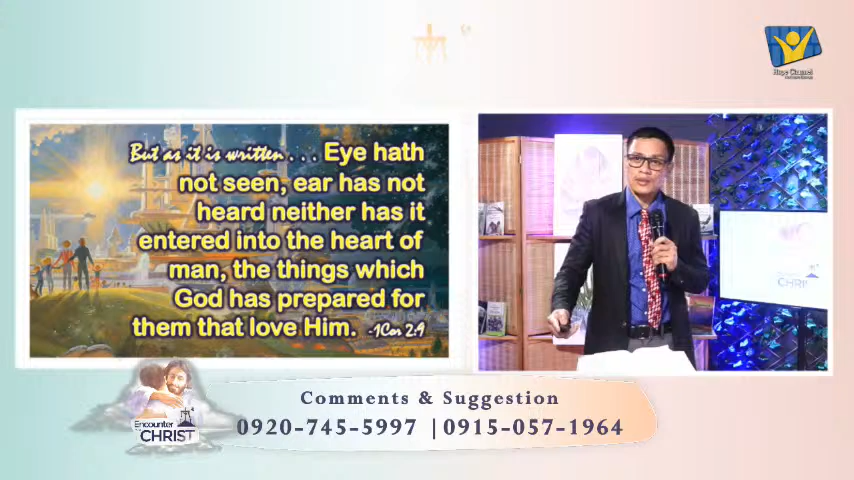 Hope Channel
But as it is written . . . Eye hath
not seen, ear has not
heard neither has it
entered into the heart of
man, the things which
God has prepared for
them that love Him. -1Cor 2:9
Encounter
CHRIST
Comments & Suggestion
0920-745-5997 | 0915-057-1964